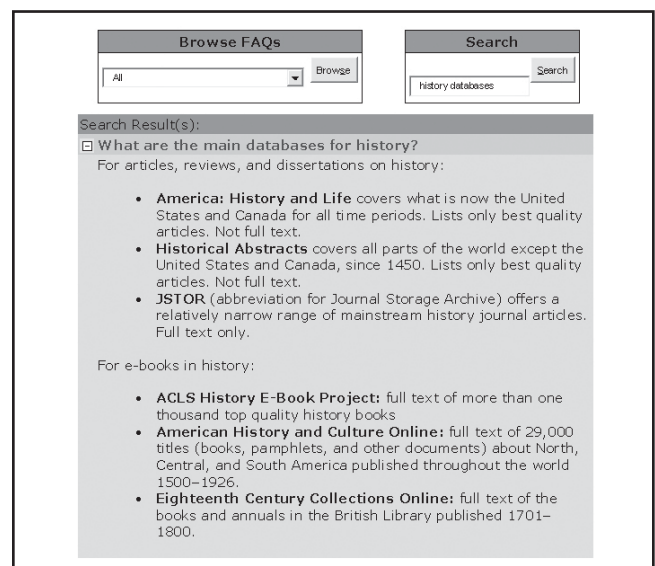 Browse FAQs
All
Browse
Search
history databases
Search
Search Result(s):
What are the main databases for history?
For articles, reviews, and dissertations on history:
• America: History and Life covers what is now the United
States and Canada for all time periods. Lists only best quality
articles. Not full text.
• Historical Abstracts covers all parts of the world except the
United States and Canada, since 1450. Lists only best quality
articles. Not full text.
• JSTOR (abbreviation for Journal Storage Archive) offers a
relatively narrow range of mainstream history journal articles.
Full text only.
For e-books in history:
• ACLS History E-Book Project: full text of more than one
thousand top quality history books
• American History and Culture Online: full text of 29,000
titles (books, pamphlets, and other documents) about North,
Central, and South America published throughout the world
1500–1926.
• Eighteenth Century Collections Online: full text of the
books and annuals in the British Library published 1701–
1800.